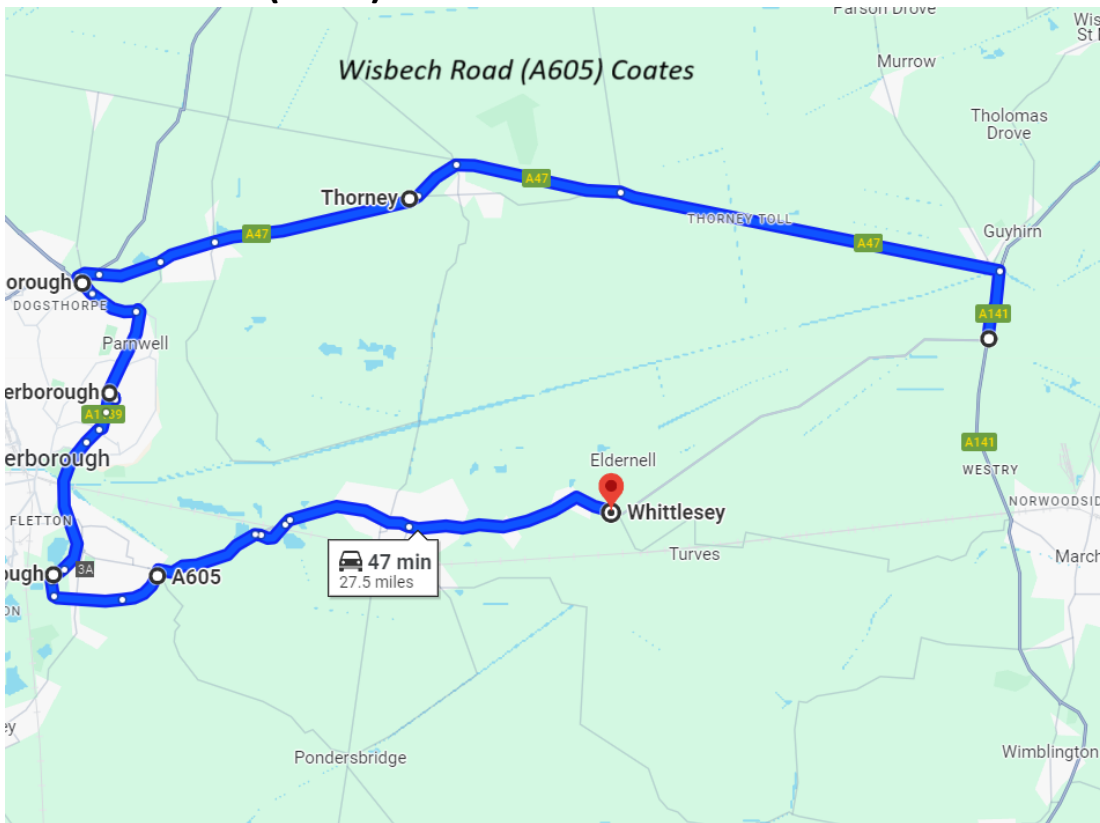 Parson Drove
Wisbech Road (A605) Coates
Murrow
Tholomas
Drove
A47
Thorney
THORNEY TOLL
A47
A47
Guyhirn
orough
DOGSTHORPE
A141
Parnwell
erborough
erborough
A141
Eldernell
WESTRY
Whittlesey
NORWOODSID
FLETTON
Turves
March
47 min
27.5 miles
3A
ough
A605
ON
ey
Pondersbridge
Wimblington